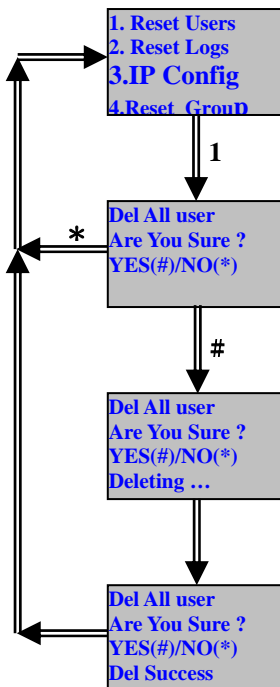 1. Reset Users
2. Reset Logs
3.IP Config
4.Reset Group
1
Del All user
Are You Sure ?
YES(#)/NO(*)
*
#
Del All user
Are You Sure ?
YES(#)/NO(*)
Deleting …
Del All user
Are You Sure ?
YES(#)/NO(*)
Del Success